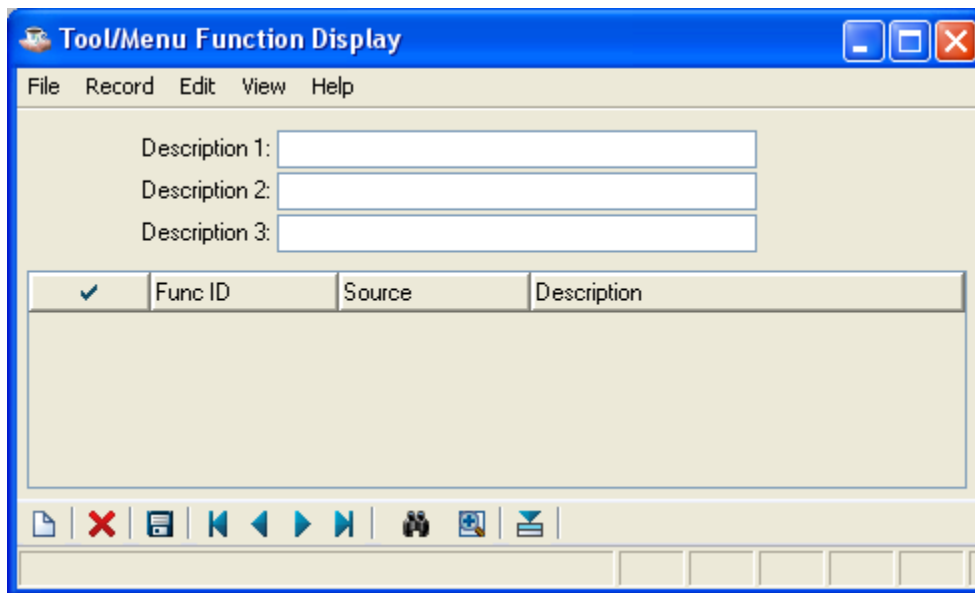 Tool/Menu Function Display
File Record Edit View Help
Description 1:
Description 2:
Description 3:
Func ID Source Description